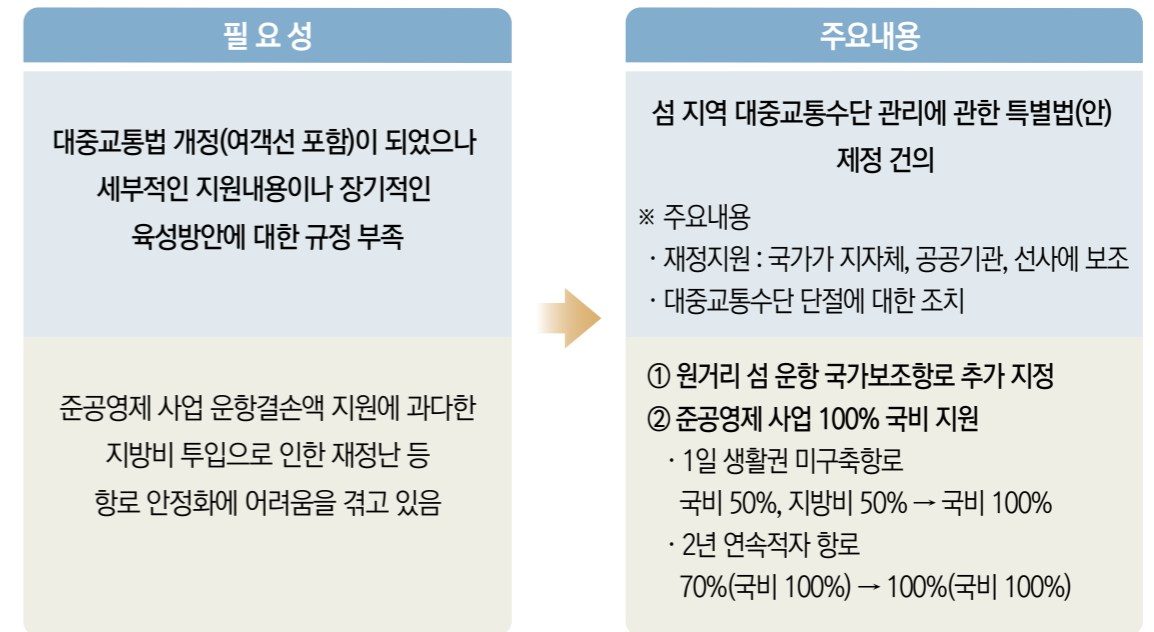 필 요 성
대중교통법 개정(여객선 포함)이 되었으나
세부적인 지원내용이나 장기적인
육성방안에 대한 규정 부족
준공영제 사업 운항결손액 지원에 과다한
지방비 투입으로 인한 재정난 등
항로 안정화에 어려움을 겪고 있음
주요내용
섬 지역 대중교통수단 관리에 관한 특별법(안)
제정 건의
※ 주요내용
· 재정지원 : 국가가 지자체, 공공기관, 선사에 보조
· 대중교통수단 단절에 대한 조치
① 원거리 섬 운항 국가보조항로 추가 지정
② 준공영제 사업 100% 국비 지원
· 1일 생활권 미구축항로
국비 50%, 지방비 50% → 국비 100%
· 2년 연속적자 항로
70%(국비 100%) → 100%(국비 100%)